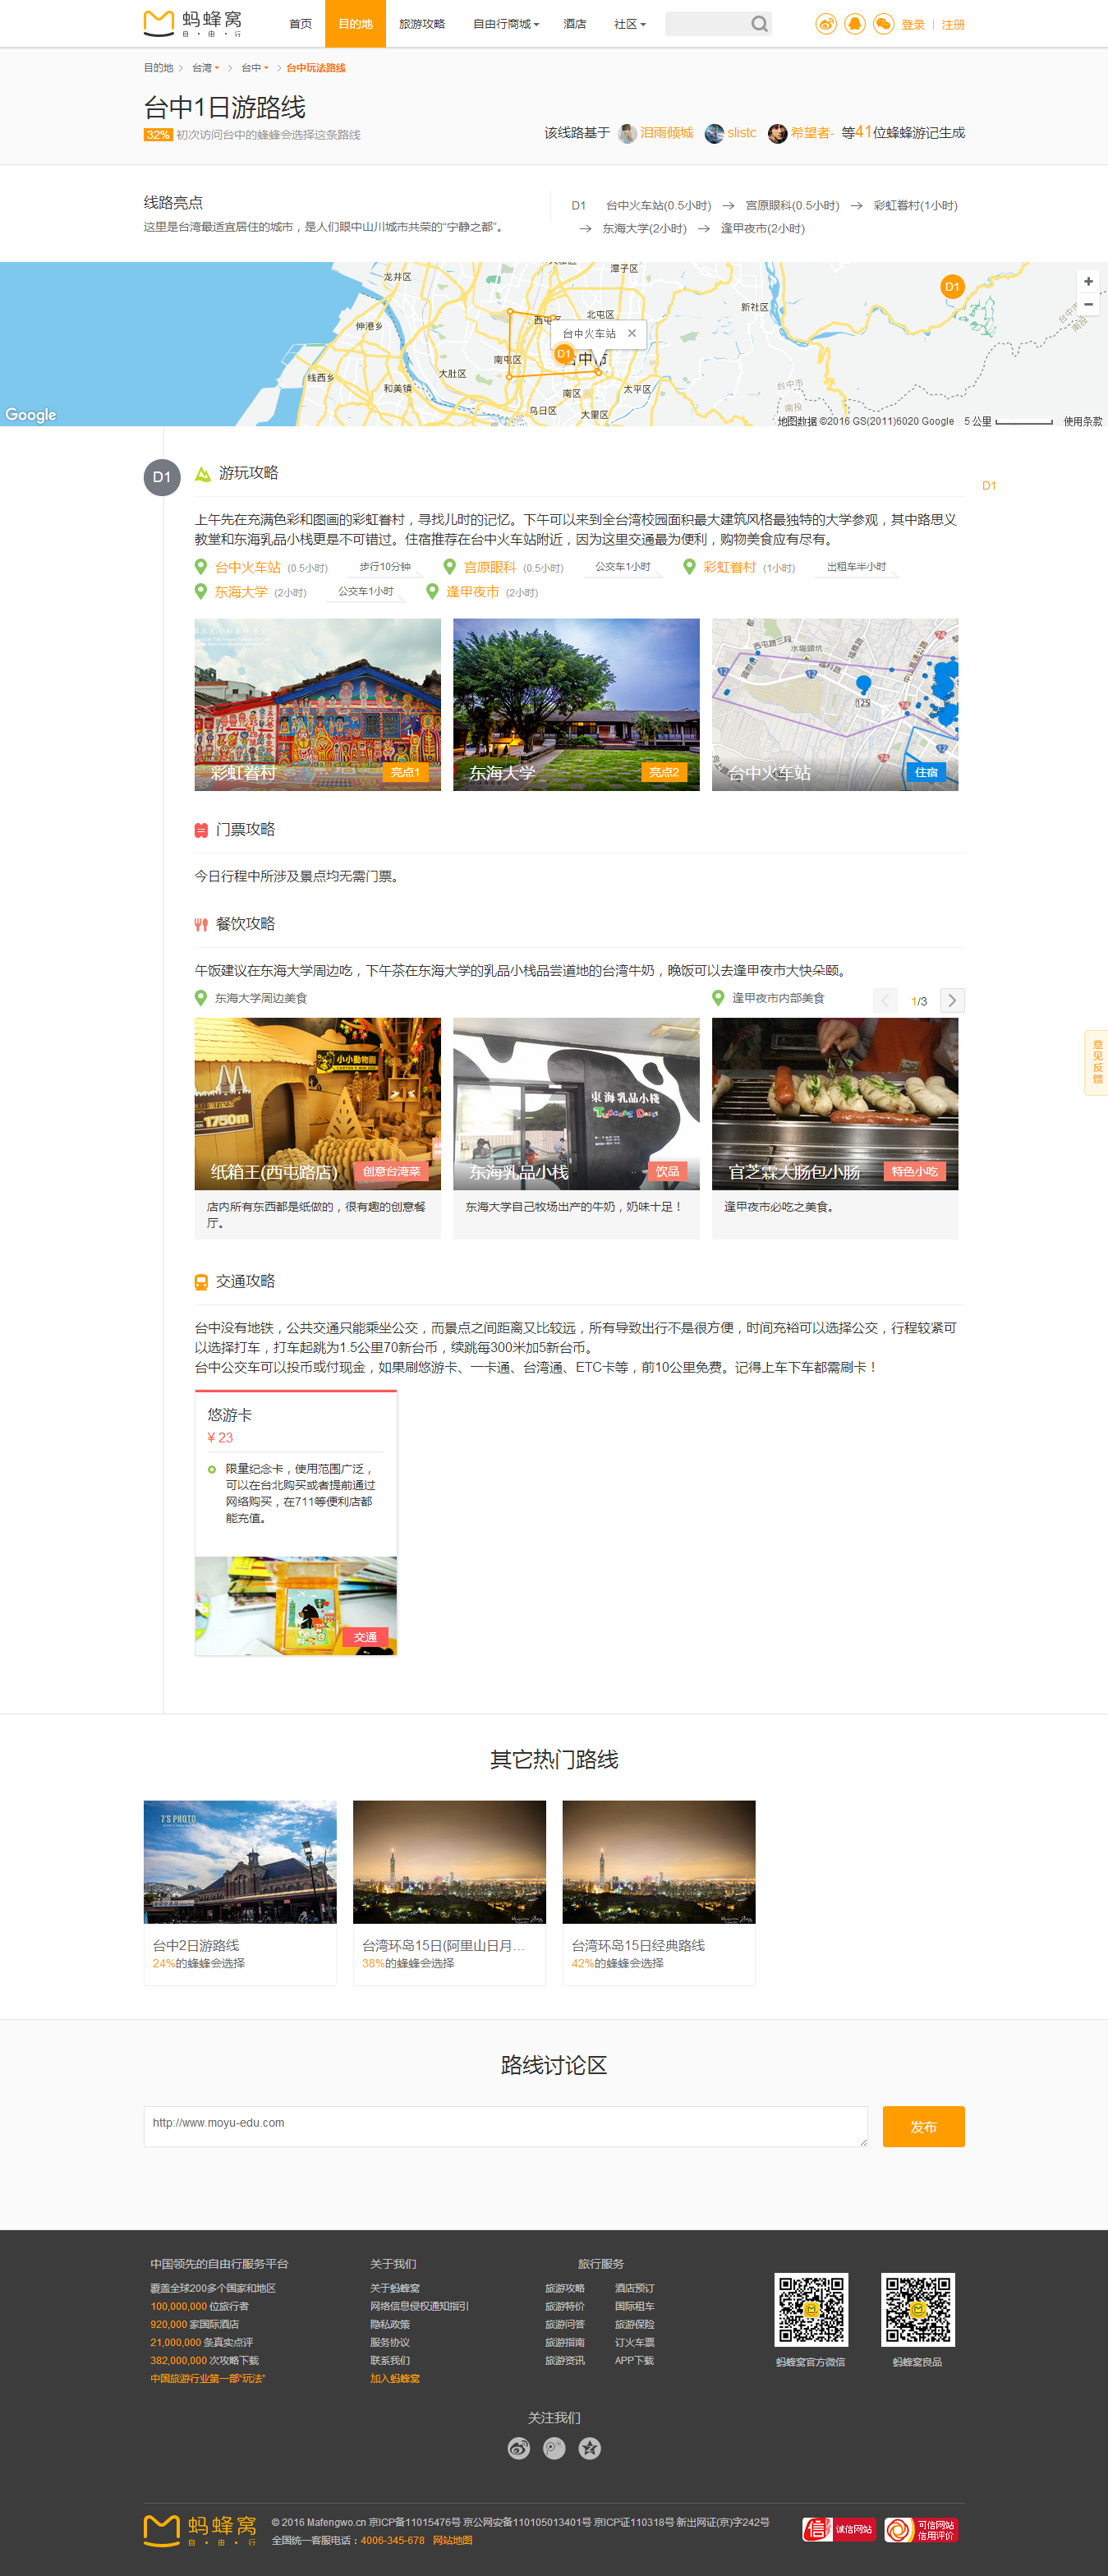 蚂蜂窝
自·由·行
首页 目的地 旅游攻略 自由行商城 酒店 社区 登录 注册
目的地 > 台湾 > 台中 > 台中玩法路线
台中1日游路线
32% 初次访问台中的蜂蜂会选择这条路线
该线路基于 泪雨倾城 slistc 希望者- 等41位蜂蜂游记生成
线路亮点
这里是台湾最适宜居住的城市，是人们眼中山川城市共荣的“宁静之都”。
D1 台中火车站(0.5小时) → 宫原眼科(0.5小时) → 彩虹眷村(1小时)
→ 东海大学(2小时) → 逢甲夜市(2小时)
龙井区
潭子区
D1
新社区
伸港乡
北屯区
西屯区
台中火车站
D1
南屯区
台中市
大肚区
线西乡
和美镇
南区
太平区
台中市
南投
乌日区
大里区
Google
地图数据 ©2016 GS(2011)6020 Google 5 公里 使用条款
D1
游玩攻略
D1
上午先在充满色彩和图画的彩虹眷村，寻找儿时的记忆。下午可以来到全台湾校园面积最大建筑风格最独特的大学参观，其中路思义
教堂和东海乳品小栈更是不可错过。住宿推荐在台中火车站附近，因为这里交通最为便利，购物美食应有尽有。
台中火车站 (0.5小时) 步行10分钟 宫原眼科 (0.5小时) 公交车1小时 彩虹眷村 (1小时) 出租车半小时
东海大学 (2小时) 公交车1小时 逢甲夜市 (2小时)
西屯路三段
水堀頭坑
福科路
福雅路
中山高速公路
74
12
125
彩虹眷村 亮点1
东海大学 亮点2
台中火车站 住宿
门票攻略
今日行程中所涉及景点均无需门票。
餐饮攻略
午饭建议在东海大学周边吃，下午茶在东海大学的乳品小栈品尝道地的台湾牛奶，晚饭可以去逢甲夜市大快朵颐。
东海大学周边美食
逢甲夜市内部美食
1/3
意见反馈
小小動物園
1750m
東海乳品小棧
纸箱王(西屯路店) 创意台湾菜
东海乳品小栈 饮品
官芝霖大肠包小肠 特色小吃
店内所有东西都是纸做的，很有趣的创意餐
厅。
东海大学自己牧场出产的牛奶，奶味十足！
逢甲夜市必吃之美食。
交通攻略
台中没有地铁，公共交通只能乘坐公交，而景点之间距离又比较远，所有导致出行不是很方便，时间充裕可以选择公交，行程较紧可
以选择打车，打车起跳为1.5公里70新台币，续跳每300米加5新台币。
台中公交车可以投币或付现金，如果刷悠游卡、一卡通、台湾通、ETC卡等，前10公里免费。记得上车下车都需刷卡！
悠游卡
¥ 23
限量纪念卡，使用范围广泛，
可以在台北购买或者提前通过
网络购买，在711等便利店都
能充值。
交通
其它热门路线
7'S PHOTO
台中2日游路线
24%的蜂蜂会选择
台湾环岛15日(阿里山日月...
38%的蜂蜂会选择
台湾环岛15日经典路线
42%的蜂蜂会选择
路线讨论区
http://www.moyu-edu.com
发布
中国领先的自由行服务平台
覆盖全球200多个国家和地区
100,000,000 位旅行者
920,000 家国际酒店
21,000,000 条真实点评
382,000,000 次攻略下载
中国旅游行业第一部“玩法”
关于我们
关于蚂蜂窝
网络信息侵权通知指引
隐私政策
服务协议
联系我们
加入蚂蜂窝
旅行服务
旅游攻略 酒店预订
旅游特价 国际租车
旅游问答 旅游保险
旅游指南 订火车票
旅游资讯 APP下载
蚂蜂窝官方微信
蚂蜂窝良品
关注我们
蚂蜂窝
自·由·行
© 2016 Mafengwo.cn 京ICP备11015476号 京公网安备110105013401号 京ICP证110318号 新出网证(京)字242号
全国统一客服电话：4006-345-678 网站地图
信 诚信网站
可信网站
信用评价